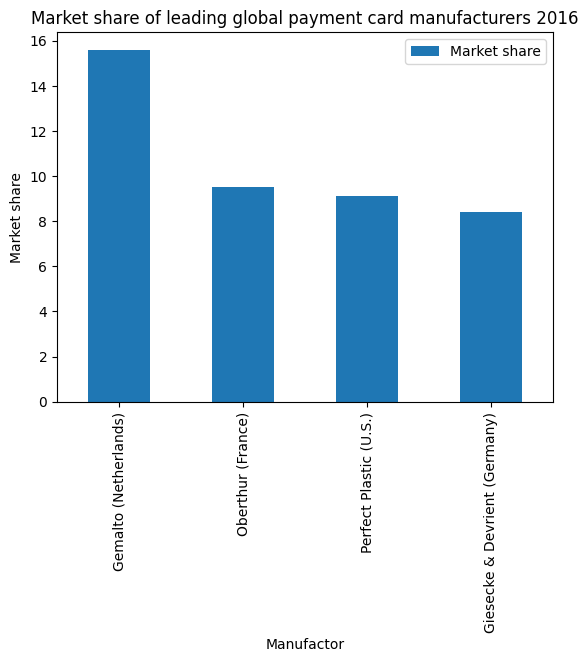 Market share of leading global payment card manufacturers 2016
Market share
16
14
12
10
8
6
4
2
0
Market share
Gemalto (Netherlands)
Oberthur (France)
Perfect Plastic (U.S.)
Giesecke & Devrient (Germany)
Manufactor